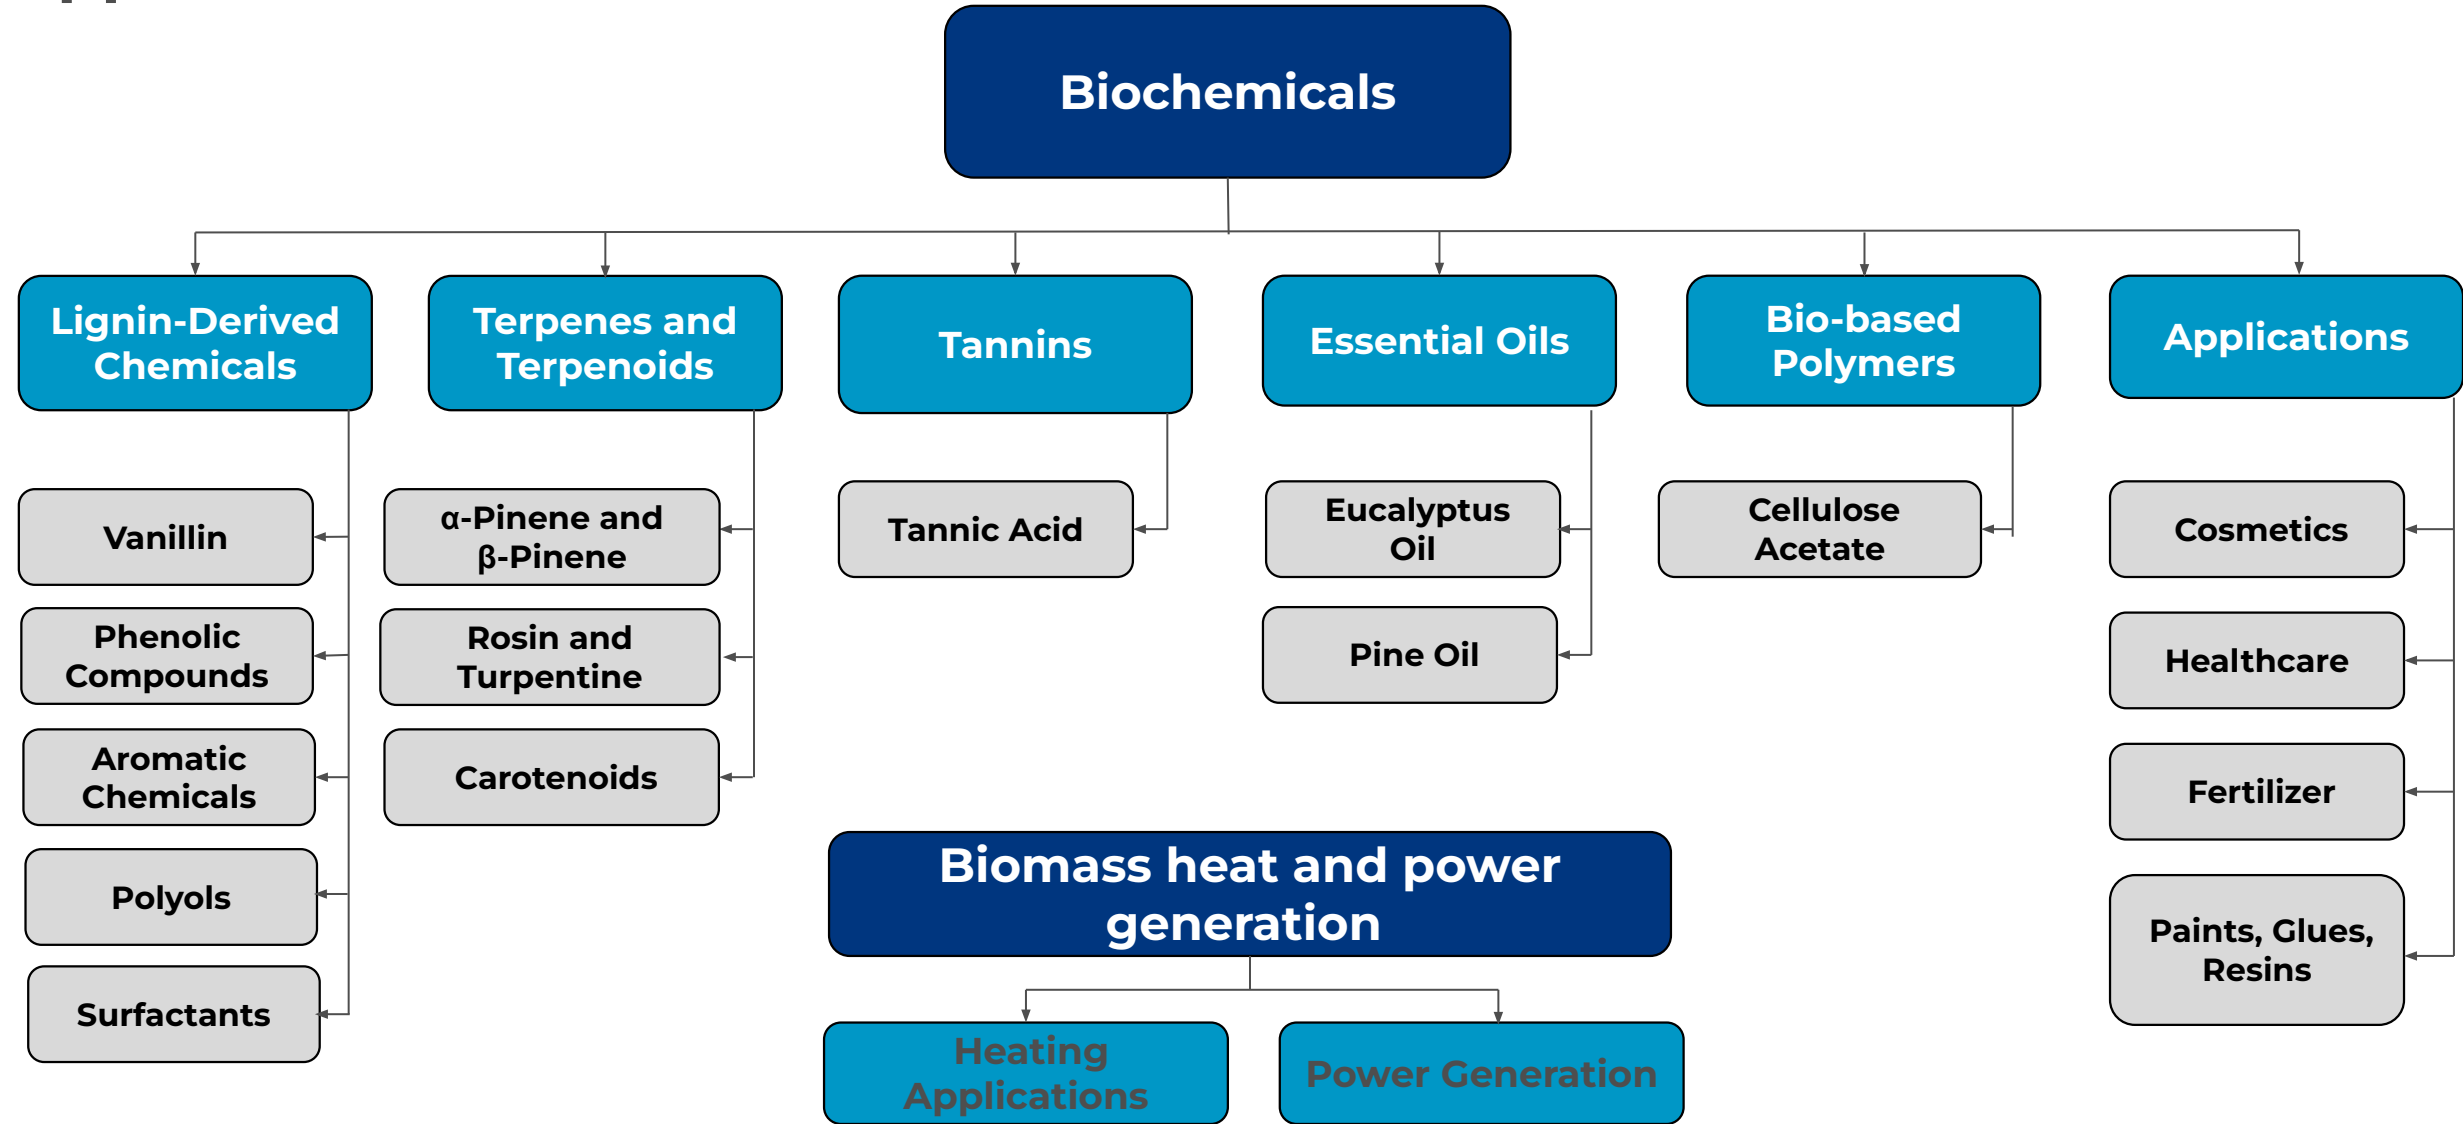 Biochemicals
Lignin-Derived
Chemicals
Terpenes and
Terpenoids
Tannins
Essential Oils
Bio-based
Polymers
Applications
Vanillin
Phenolic
Compounds
Aromatic
Chemicals
Polyols
Surfactants
α-Pinene and
β-Pinene
Rosin and
Turpentine
Carotenoids
Tannic Acid
Eucalyptus
Oil
Pine Oil
Cellulose
Acetate
Cosmetics
Healthcare
Fertilizer
Paints, Glues,
Resins
Biomass heat and power
generation
Heating
Applications
Power Generation